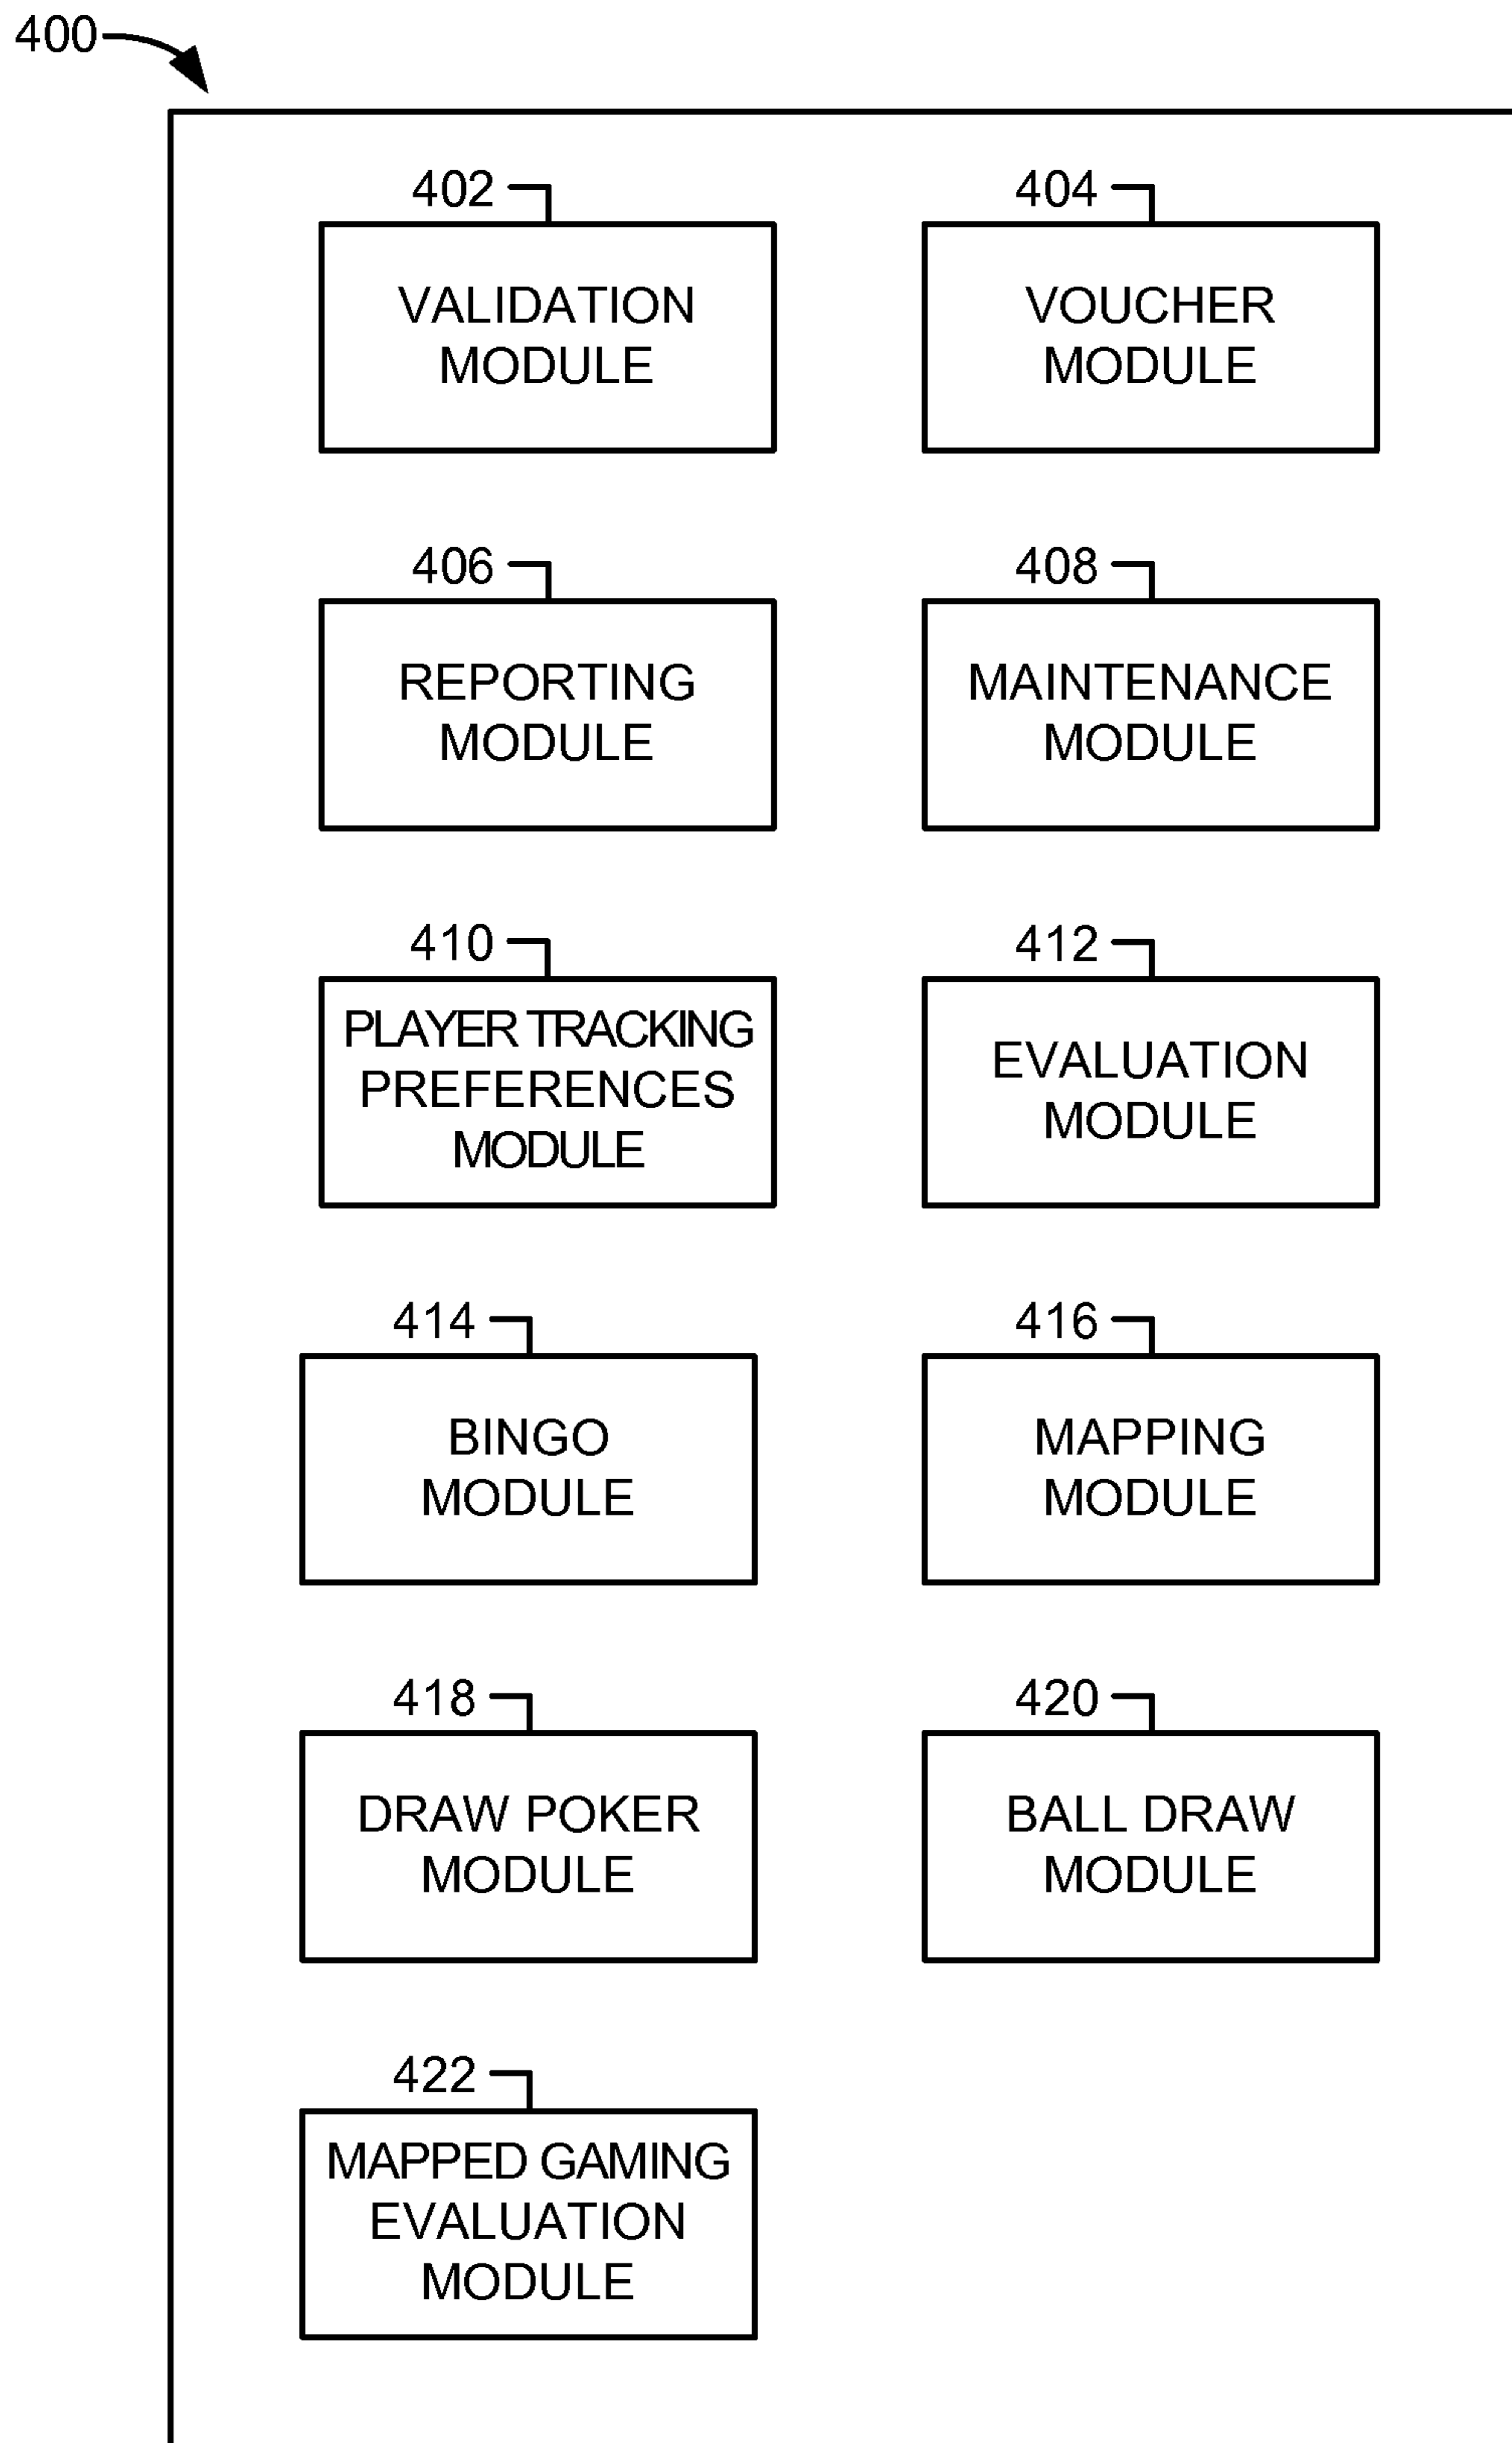 400
402
VALIDATION
MODULE
404
VOUCHER
MODULE
406
REPORTING
MODULE
408
MAINTENANCE
MODULE
410
PLAYER TRACKING
PREFERENCES
MODULE
412
EVALUATION
MODULE
414
BINGO
MODULE
416
MAPPING
MODULE
418
DRAW POKER
MODULE
420
BALL DRAW
MODULE
422
MAPPED GAMING
EVALUATION
MODULE